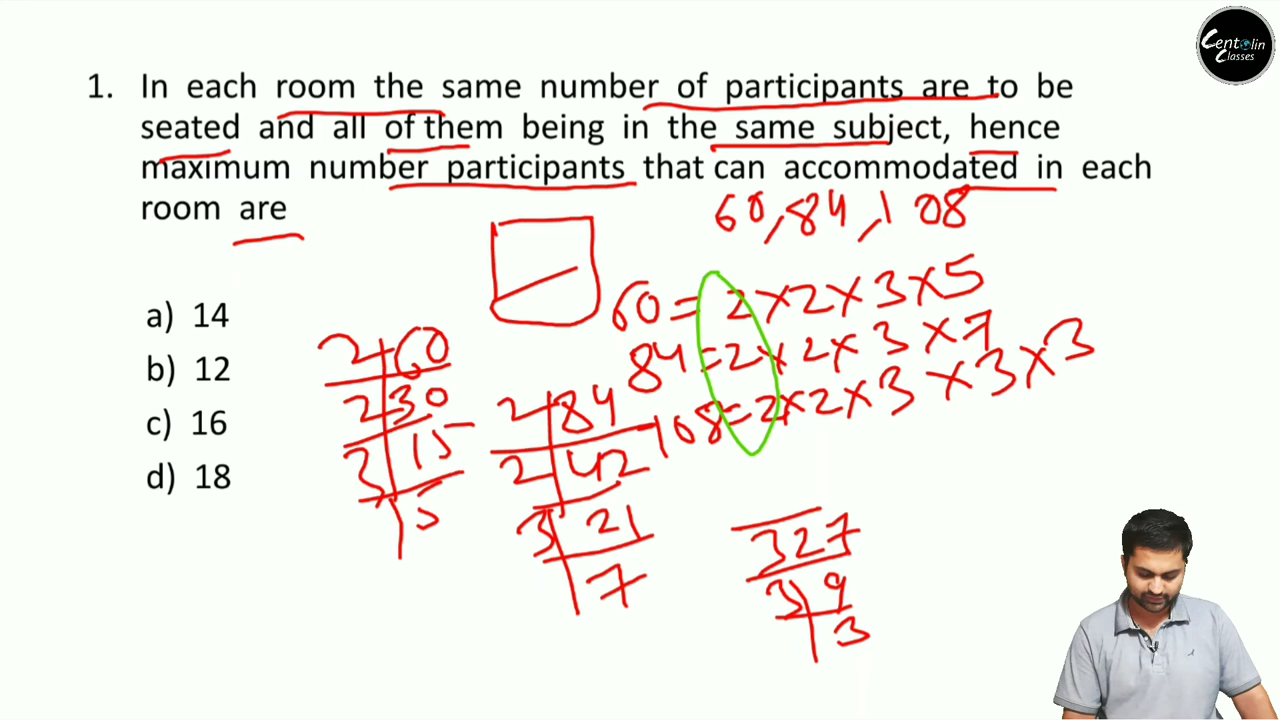 Centolin
Classes
1. In each room the same number of participants are to be
seated and all of them being in the same subject, hence
maximum number participants that can accommodated in each
room are
60, 84, 108
a) 14
b) 12
c) 16
d) 18
60 = 2×2×3×5
84 = 2×2×3×7
108 = 2×2×3×3×3
2 60
2 30
3 15
5
2 84
2 42
3 21
7
3 27
3 9
3